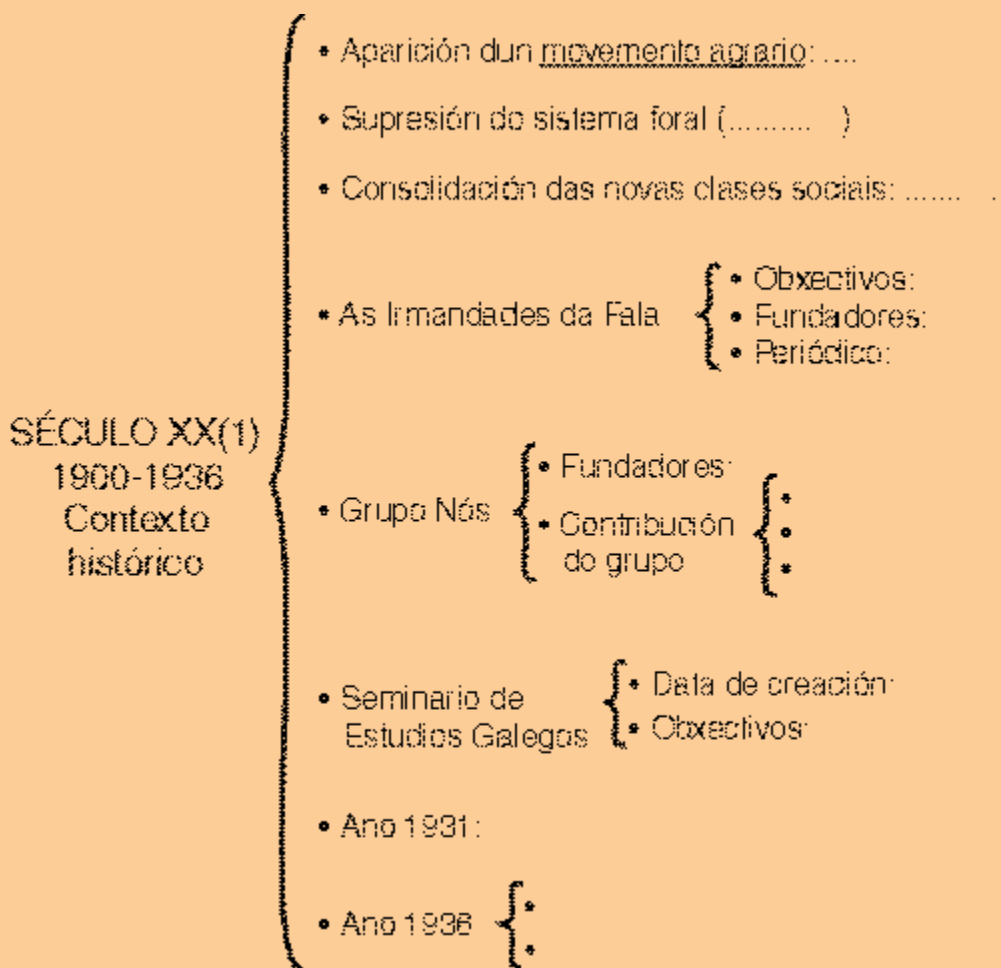 • Aparición dun movemento agrario: ....
• Supresión do sistema foral (.......... )
• Consolidación das novas clases sociais: ....... .
• As Irmandades da Fala
• Obxectivos:
• Fundadores:
• Periódico:
SÉCULO XX(1)
1900-1936
Contexto
histórico
• Grupo Nós
• Fundadores:
• Contribución
do grupo
•
•
•
• Seminario de
Estudios Galegos
• Data de creación:
• Obxectivos:
• Ano 1931:
• Ano 1936
•
•